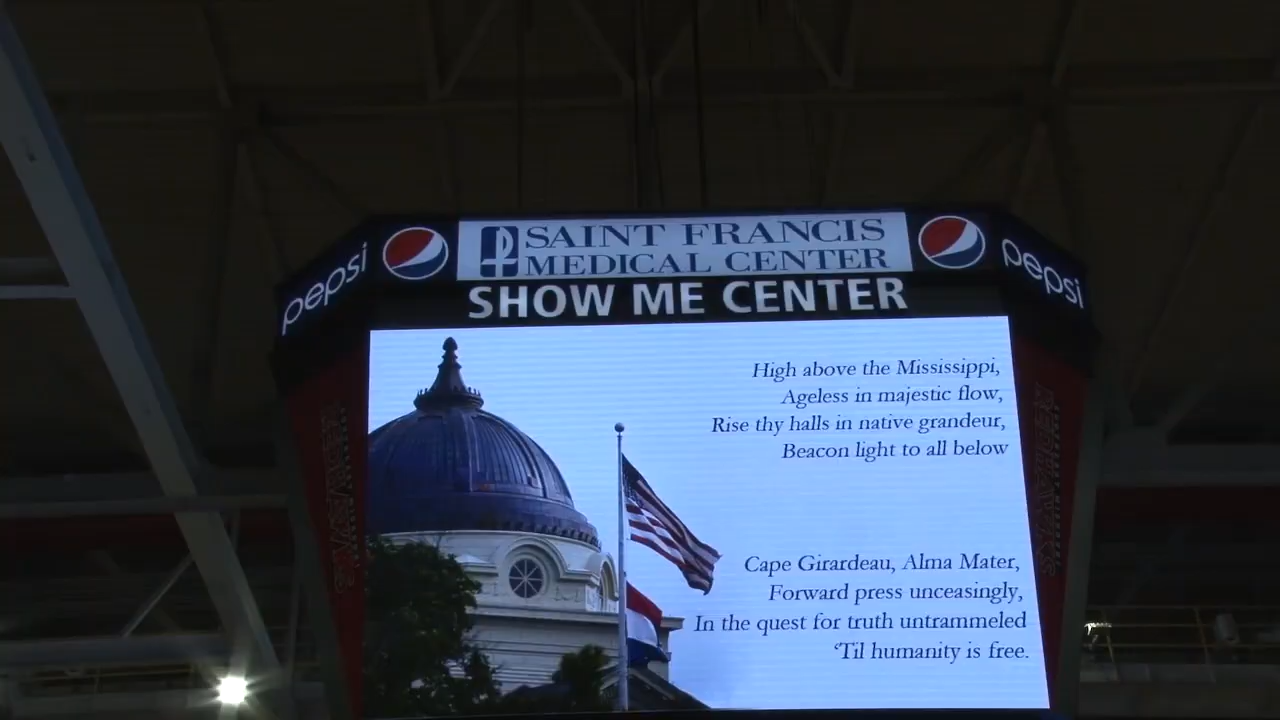 pepsi
SAINT FRANCIS
MEDICAL CENTER
pepsi
SHOW ME CENTER
High above the Mississippi,
Ageless in majestic flow,
Rise thy halls in native grandeur,
Beacon light to all below
Cape Girardeau, Alma Mater,
Forward press unceasingly,
In the quest for truth untrammeled
‘Til humanity is free.